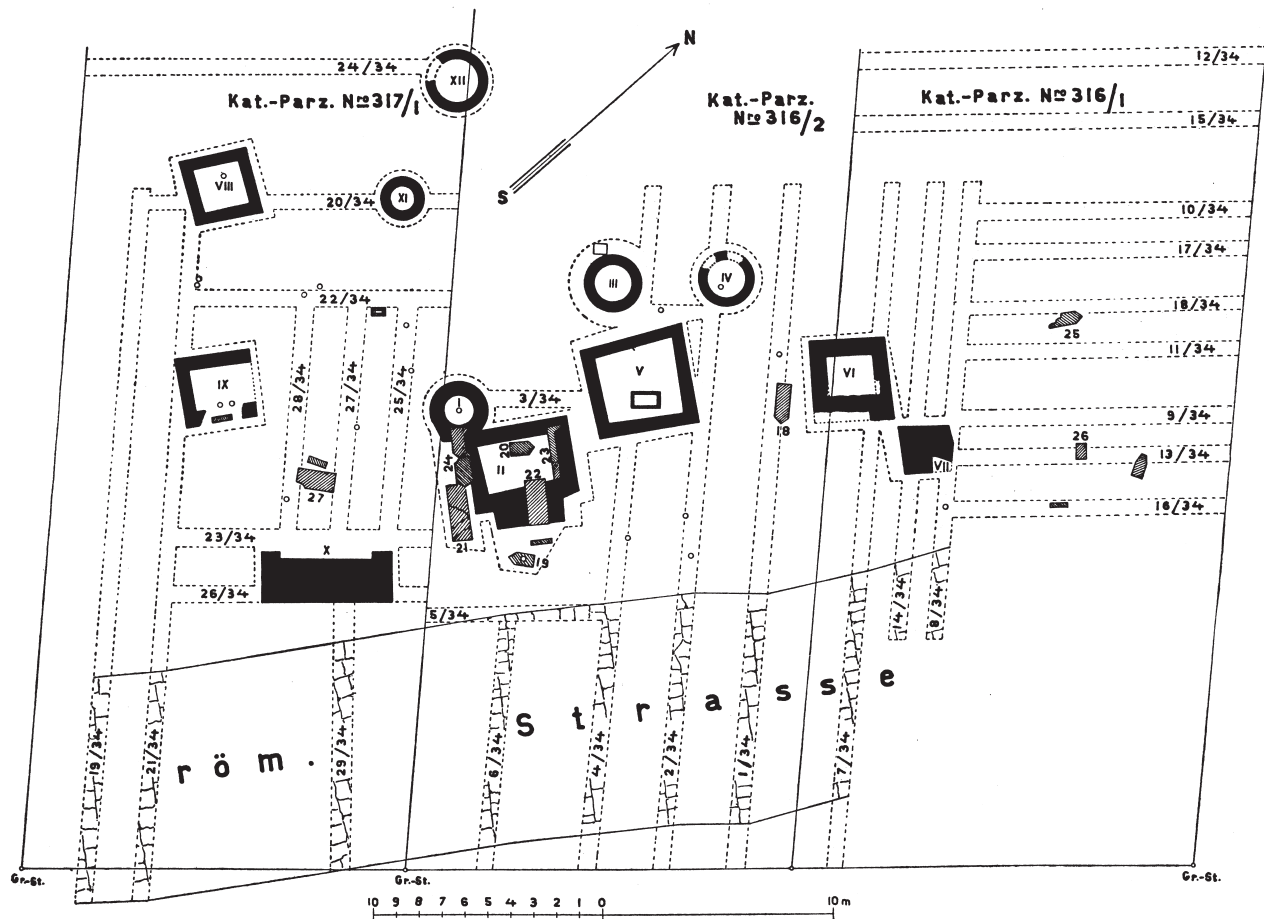 N
S
24/34
XII
Kat.-Parz. Nro 317/1
Kat.-Parz.
Nro 316/2
Kat.-Parz. Nro 316/1
12/34
15/34
VIII
XI
20/34
10/34
17/34
III
IV
22/34
18/34
25
11/34
IX
28/34
27/34
25/34
I
3/34
V
VI
18
9/34
24
20
II
23
22
26
13/34
VII
27
16/34
21
19
23/34
X
26/34
5/34
14/34
8/34
röm. Strasse
19/34
21/34
29/34
6/34
4/34
2/34
1/34
7/34
Gr.-St.
Gr.-St.
Gr.-St.
10 9 8 7 6 5 4 3 2 1 0 10 m